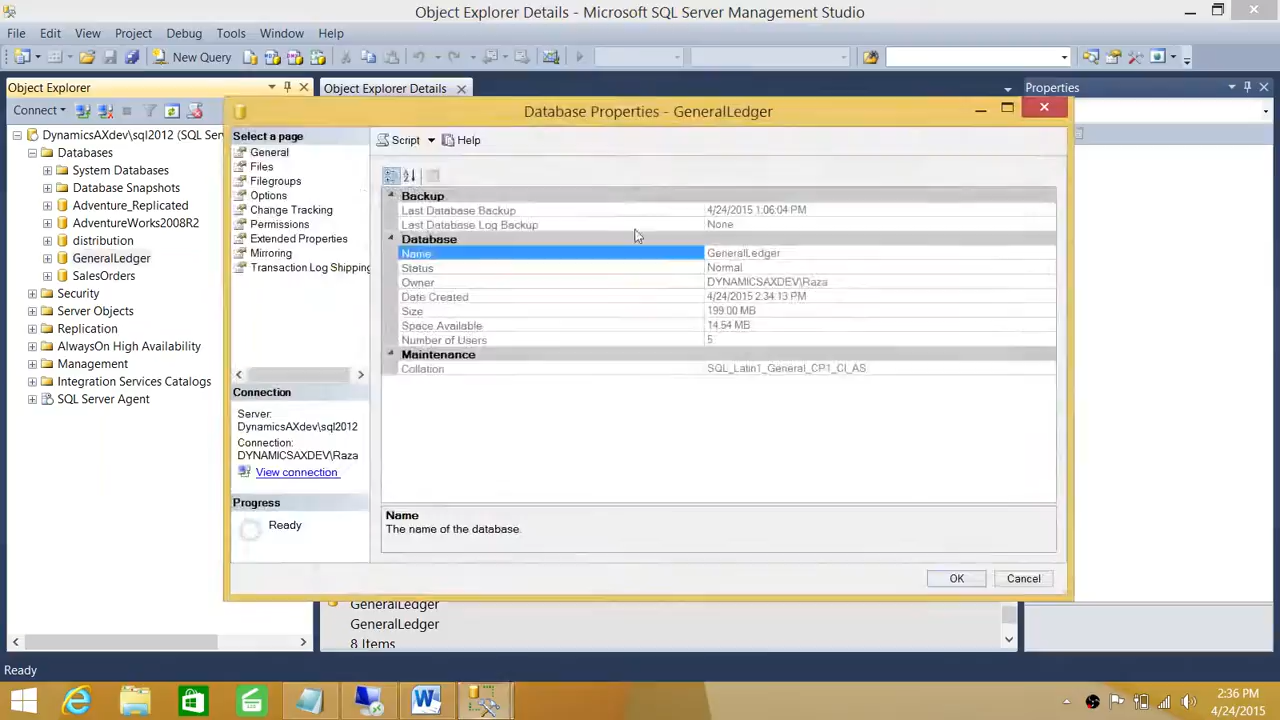 Object Explorer Details - Microsoft SQL Server Management Studio
File Edit View Project Debug Tools Window Help
New Query
Object Explorer
Object Explorer Details
Properties
Connect
DynamicsAXdev\sql2012 (SQL Ser
Databases
System Databases
Database Snapshots
Adventure_Replicated
AdventureWorks2008R2
distribution
GeneralLedger
SalesOrders
Security
Server Objects
Replication
AlwaysOn High Availability
Management
Integration Services Catalogs
SQL Server Agent
Database Properties - GeneralLedger
Select a page
General
Files
Filegroups
Options
Change Tracking
Permissions
Extended Properties
Mirroring
Transaction Log Shipping
Connection
Server:
DynamicsAXdev\sql2012
Connection:
DYNAMICSAXDEV\Raza
View connection
Progress
Ready
Script Help
Backup
Last Database Backup 4/24/2015 1:06:04 PM
Last Database Log Backup None
Database
Name GeneralLedger
Status Normal
Owner DYNAMICSAXDEV\Raza
Date Created 4/24/2015 2:34:13 PM
Size 199.00 MB
Space Available 14.54 MB
Number of Users 5
Maintenance
Collation SQL_Latin1_General_CP1_CI_AS
Name
The name of the database.
OK Cancel
GeneralLedger
GeneralLedger
8 Items
Ready
2:36 PM
4/24/2015